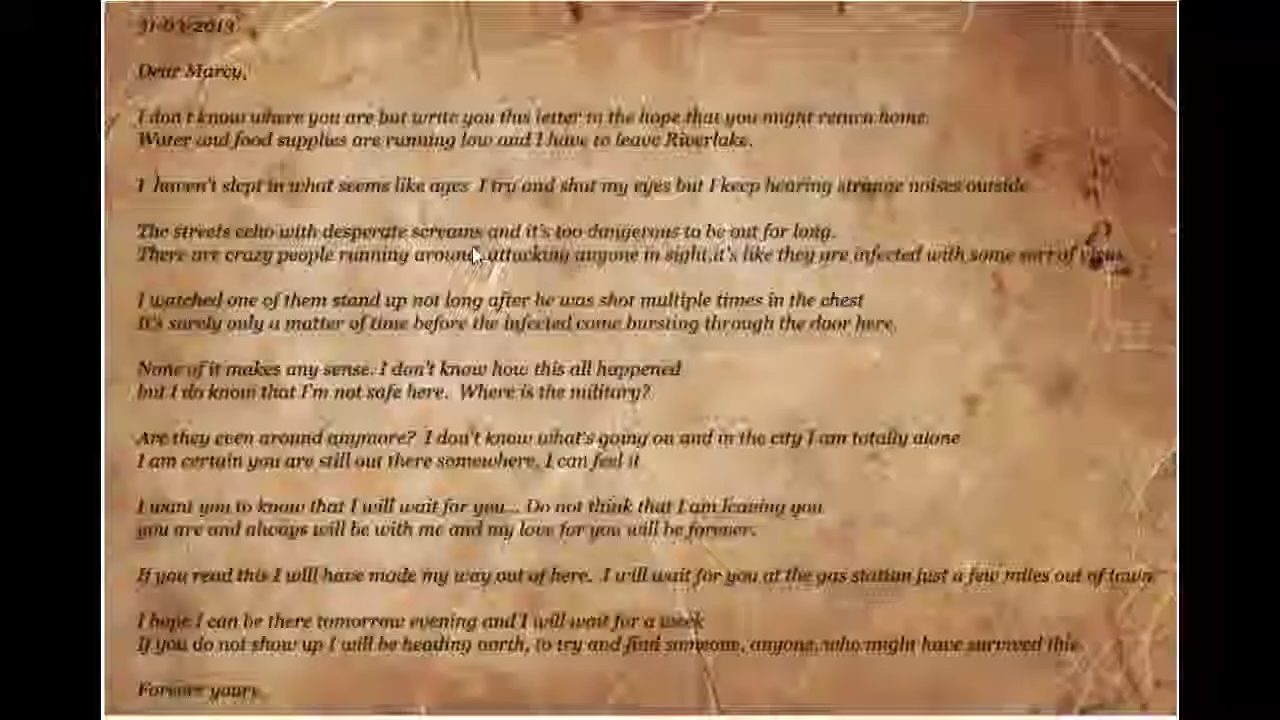 Dear Marcy,
I don't know where you are but write you this letter in the hope that you might return home.
Water and food supplies are running low and I have to leave Riverlake.
I haven't slept in what seems like ages I try and shut my eyes but I keep hearing strange noises outside
The streets echo with desperate screams and it's too dangerous to be out for long.
There are crazy people running around attacking anyone in sight, it's like they are infected with some sort of virus
I watched one of them stand up not long after he was shot multiple times in the chest
It's surely only a matter of time before the infected come bursting through the door here.
None of it makes any sense. I don't know how this all happened
but I do know that I'm not safe here. Where is the military?
Are they even around anymore? I don't know what's going on and in the city I am totally alone
I am certain you are still out there somewhere, I can feel it
I want you to know that I will wait for you... Do not think that I am leaving you
you are and always will be with me and my love for you will be forever.
If you read this I will have made my way out of here. I will wait for you at the gas station just a few miles out of town
I hope I can be there tomorrow evening and I will wait for a week
If you do not show up I will be heading north, to try and find someone, anyone, who might have survived this
Forever yours,